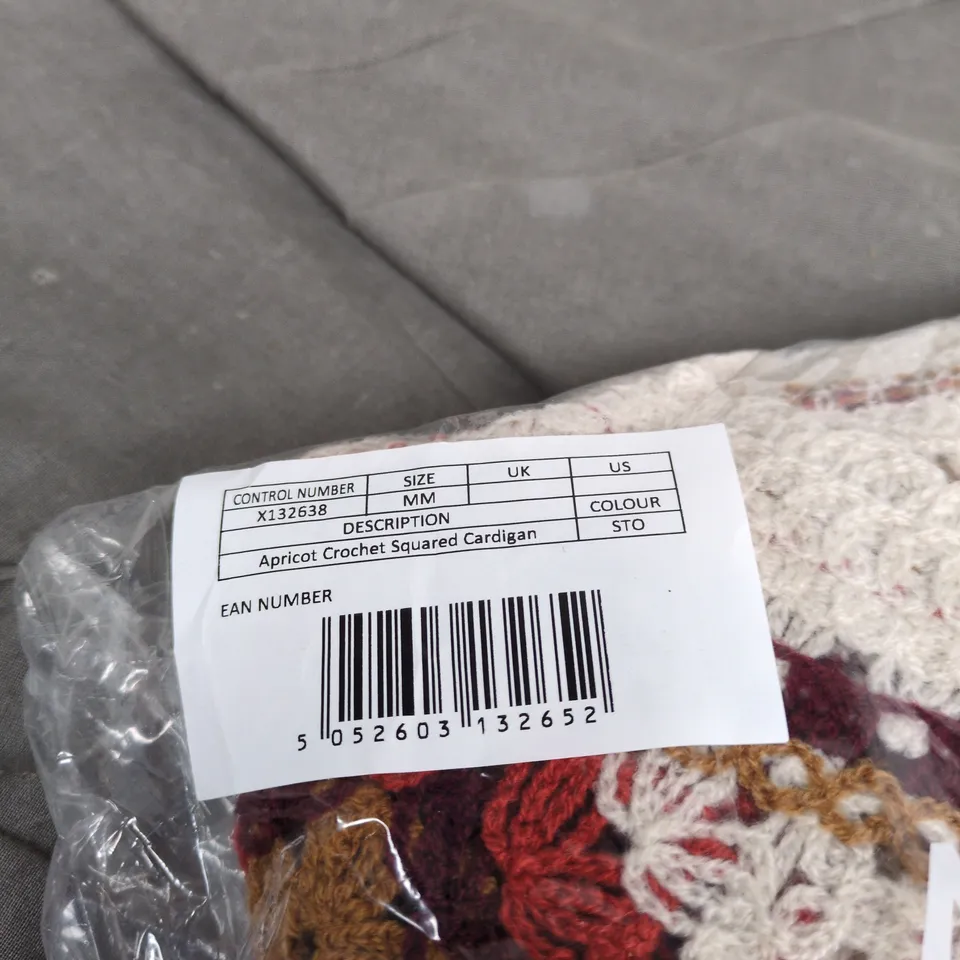 CONTROL NUMBER SIZE UK US
X132638 MM
DESCRIPTION COLOUR
Apricot Crochet Squared Cardigan STO
EAN NUMBER
5 052603 132652